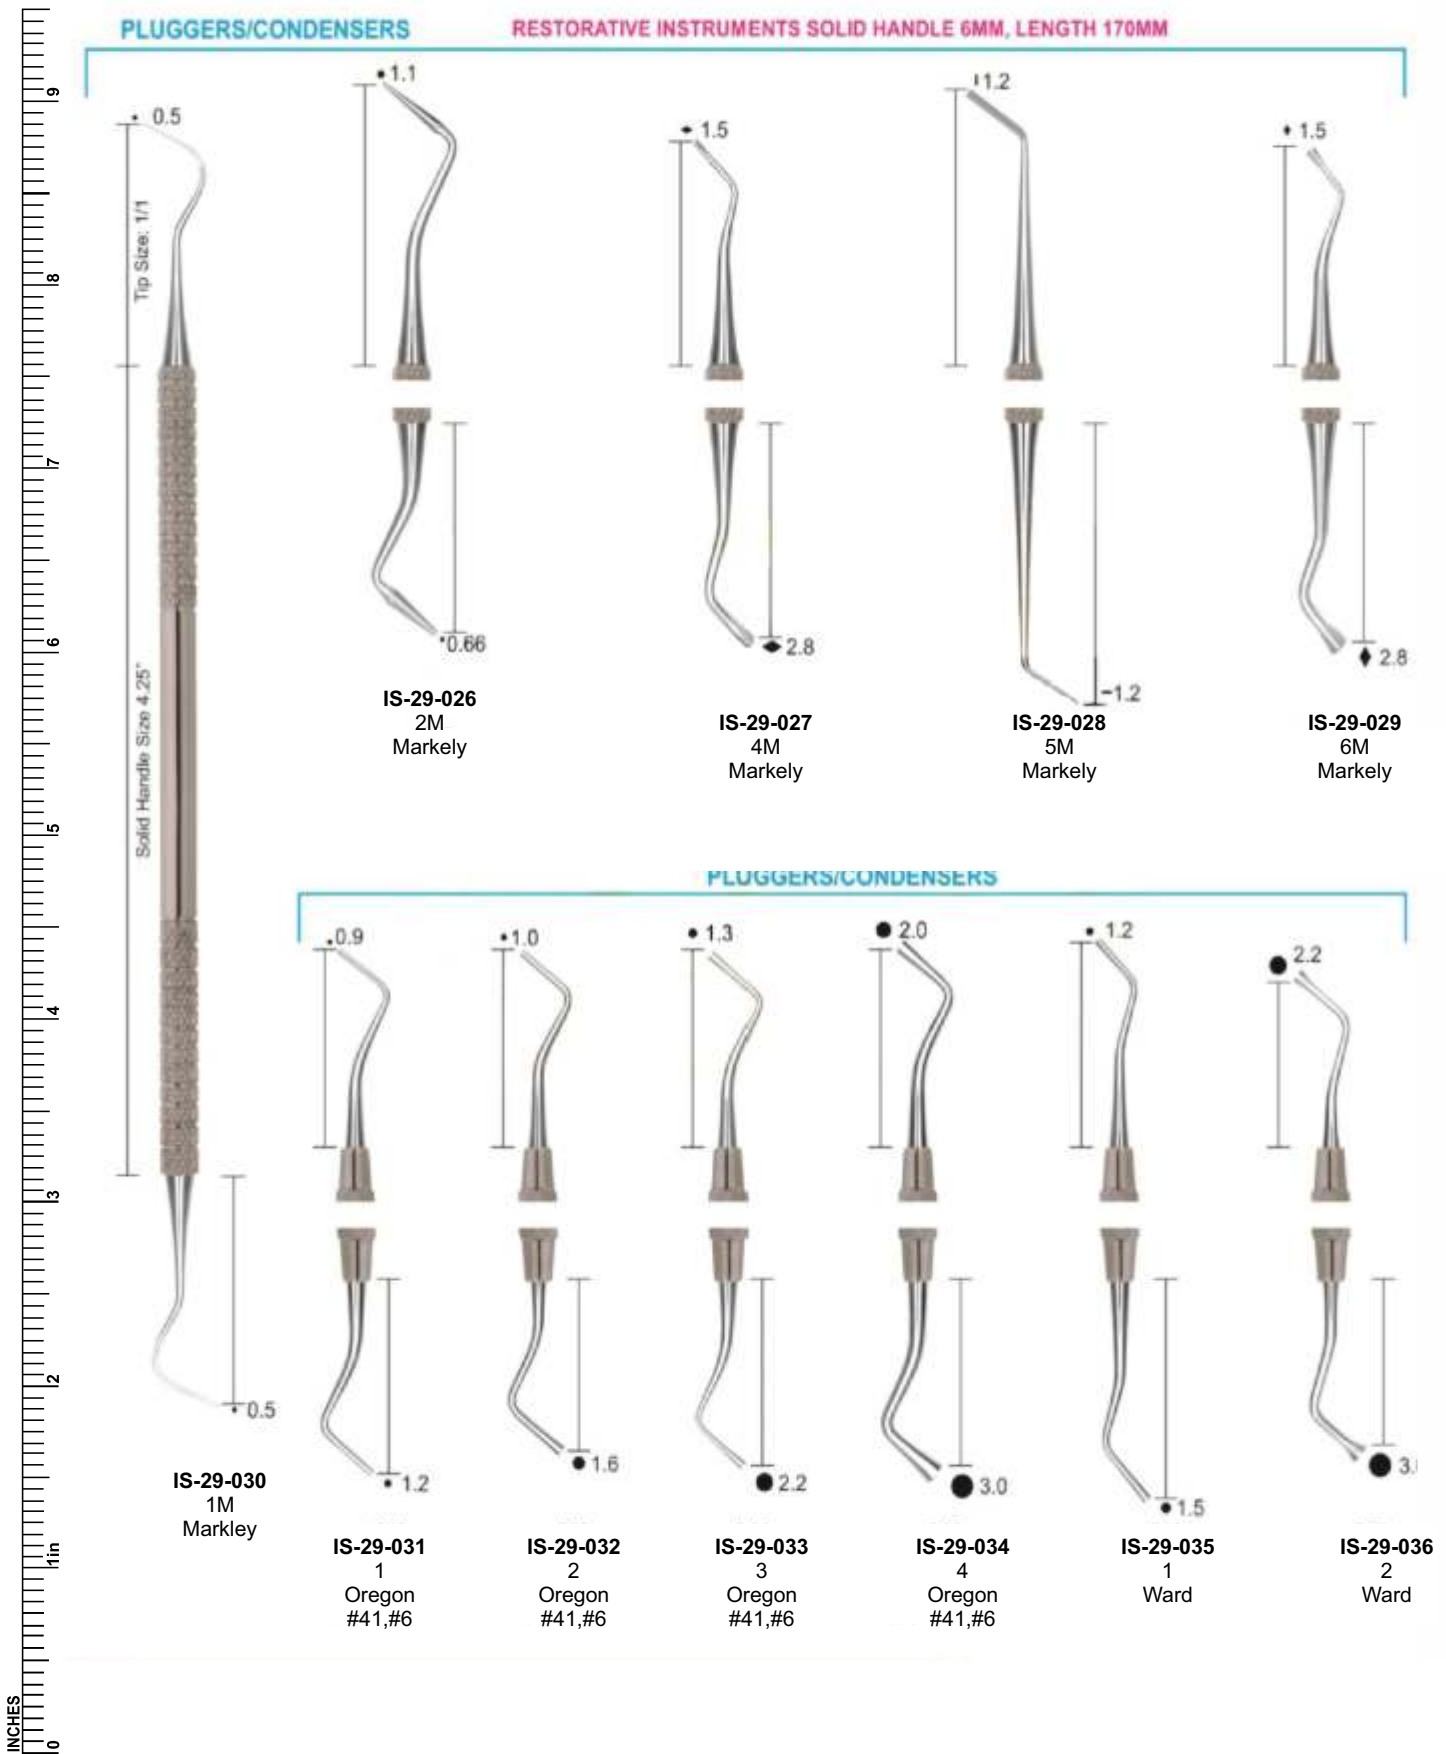 PLUGGERS/CONDENSERS
RESTORATIVE INSTRUMENTS SOLID HANDLE 6MM, LENGTH 170MM
0.5
1.1
1.5
1.2
1.5
Tip Size: 1/1
Solid Handle Size 4.25"
0.66
2.8
1.2
2.8
IS-29-026
2M
Markely
IS-29-027
4M
Markely
IS-29-028
5M
Markely
IS-29-029
6M
Markely
PLUGGERS/CONDENSERS
0.9
1.0
1.3
2.0
1.2
2.2
0.5
1.2
1.6
2.2
3.0
1.5
IS-29-030
1M
Markley
IS-29-031
1
Oregon
#41,#6
IS-29-032
2
Oregon
#41,#6
IS-29-033
3
Oregon
#41,#6
IS-29-034
4
Oregon
#41,#6
IS-29-035
1
Ward
IS-29-036
2
Ward
9
8
7
6
5
4
3
2
1in
0
INCHES